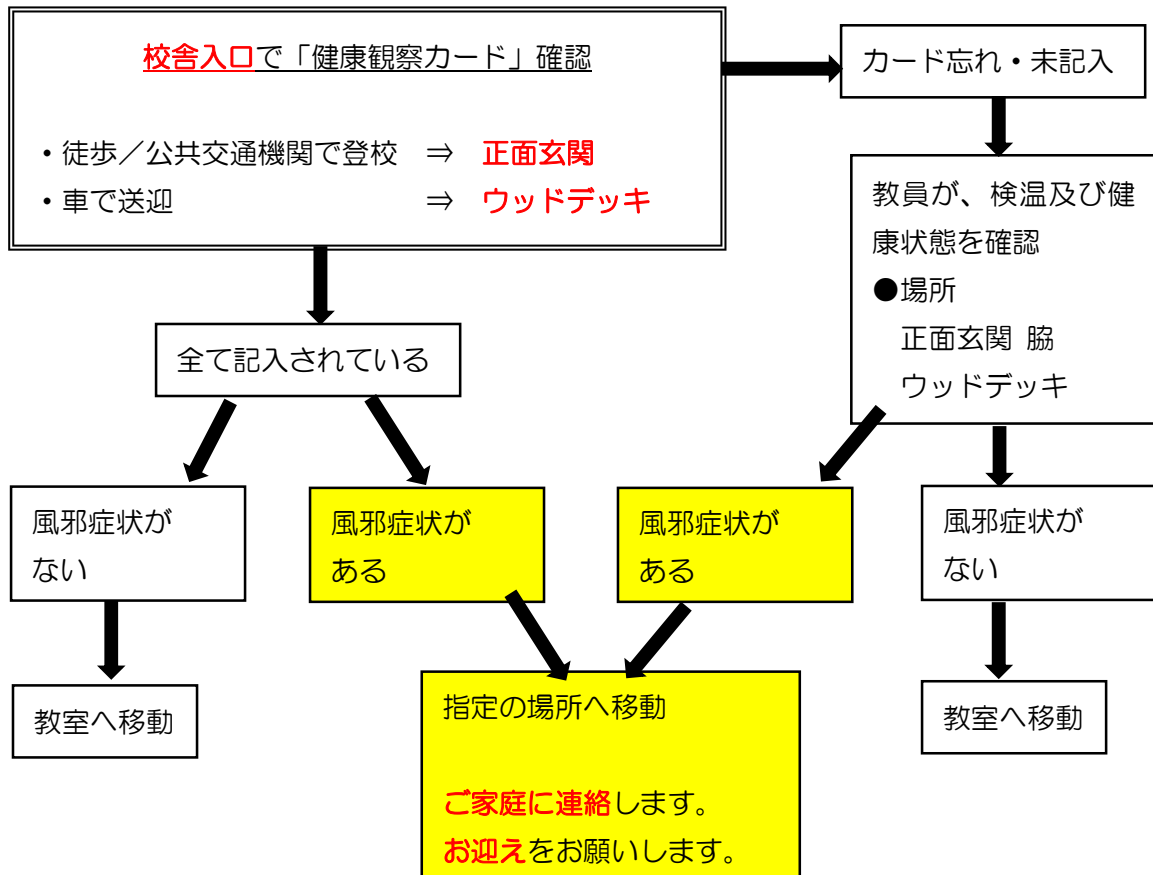 校舎入口で「健康観察カード」確認
・徒歩／公共交通機関で登校　⇒　正面玄関
・車で送迎　⇒　ウッドデッキ
カード忘れ・未記入
教員が、検温及び健
康状態を確認
●場所
正面玄関 脇
ウッドデッキ
全て記入されている
風邪症状が
ない
風邪症状が
ある
風邪症状が
ある
風邪症状が
ない
教室へ移動
指定の場所へ移動
ご家庭に連絡します。
お迎えをお願いします。
教室へ移動